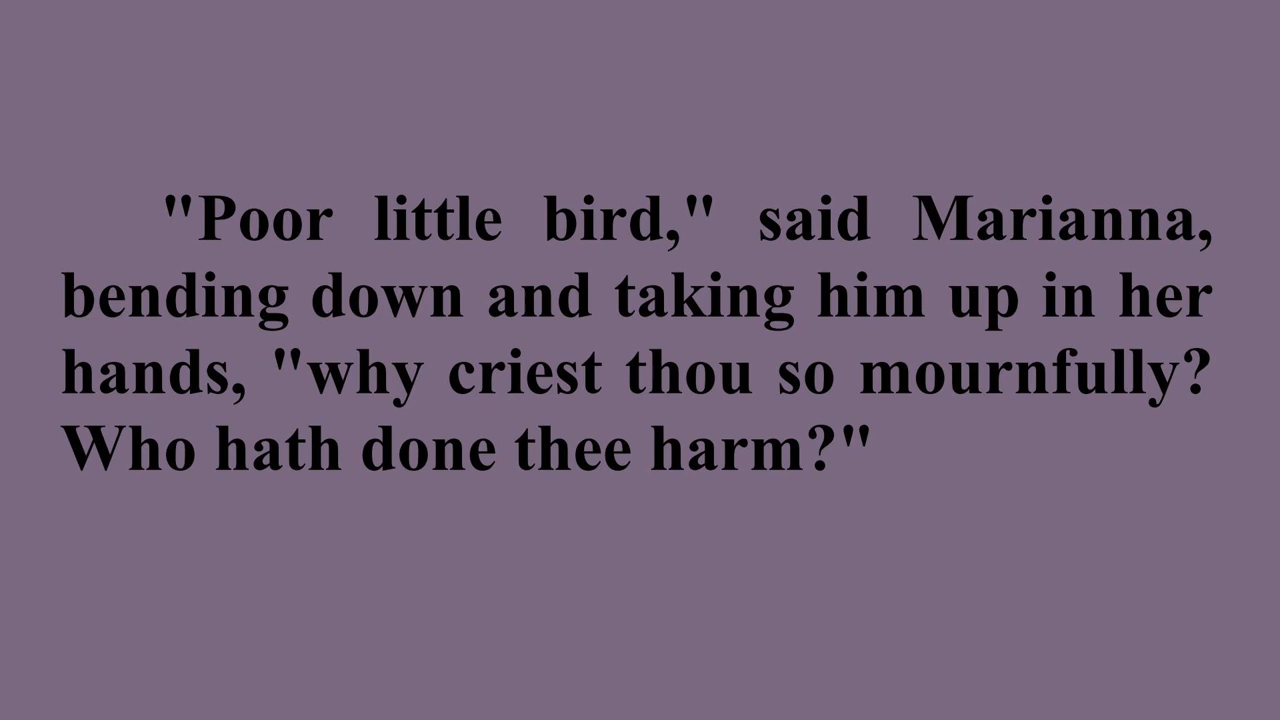 "Poor little bird," said Marianna,
bending down and taking him up in her
hands, "why criest thou so mournfully?
Who hath done thee harm?"